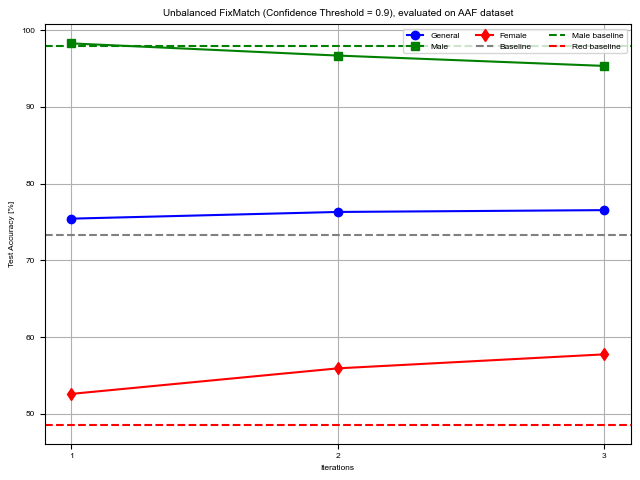 Unbalanced FixMatch (Confidence Threshold = 0.9), evaluated on AAF dataset
General
Male
Female
Baseline
Male baseline
Red baseline
100
90
80
70
60
50
Test Accuracy [%]
1
2
3
Iterations